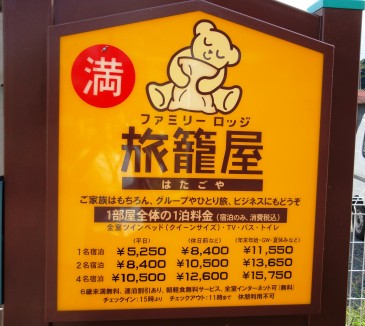 満
ファミリー ロッジ
旅籠屋
はたごや
ご家族はもちろん、グループやひとり旅、ビジネスにもどうぞ
1部屋全体の1泊料金(宿泊のみ、消費税込)
全室ツインベッド(クイーンサイズ)・TV・バス・トイレ
(平日) (休日前など) (年末年始・GW・夏休みなど)
1名宿泊 ¥5,250 ¥8,400 ¥11,550
2名宿泊 ¥8,400 ¥10,500 ¥13,650
4名宿泊 ¥10,500 ¥12,600 ¥15,750
6歳未満無料、連泊割引あり、朝軽食無料サービス、全室インターネット可(無料)
チェックイン:15時より チェックアウト:11時まで 休憩利用不可